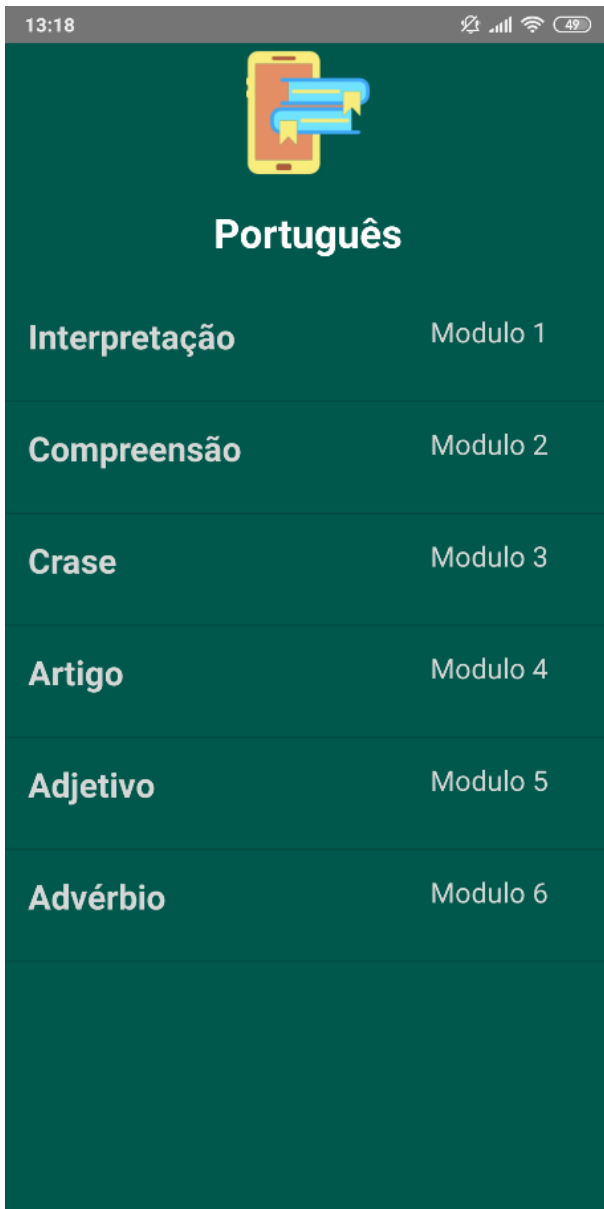 13:18
49
Português
Interpretação Modulo 1
Compreensão Modulo 2
Crase Modulo 3
Artigo Modulo 4
Adjetivo Modulo 5
Advérbio Modulo 6